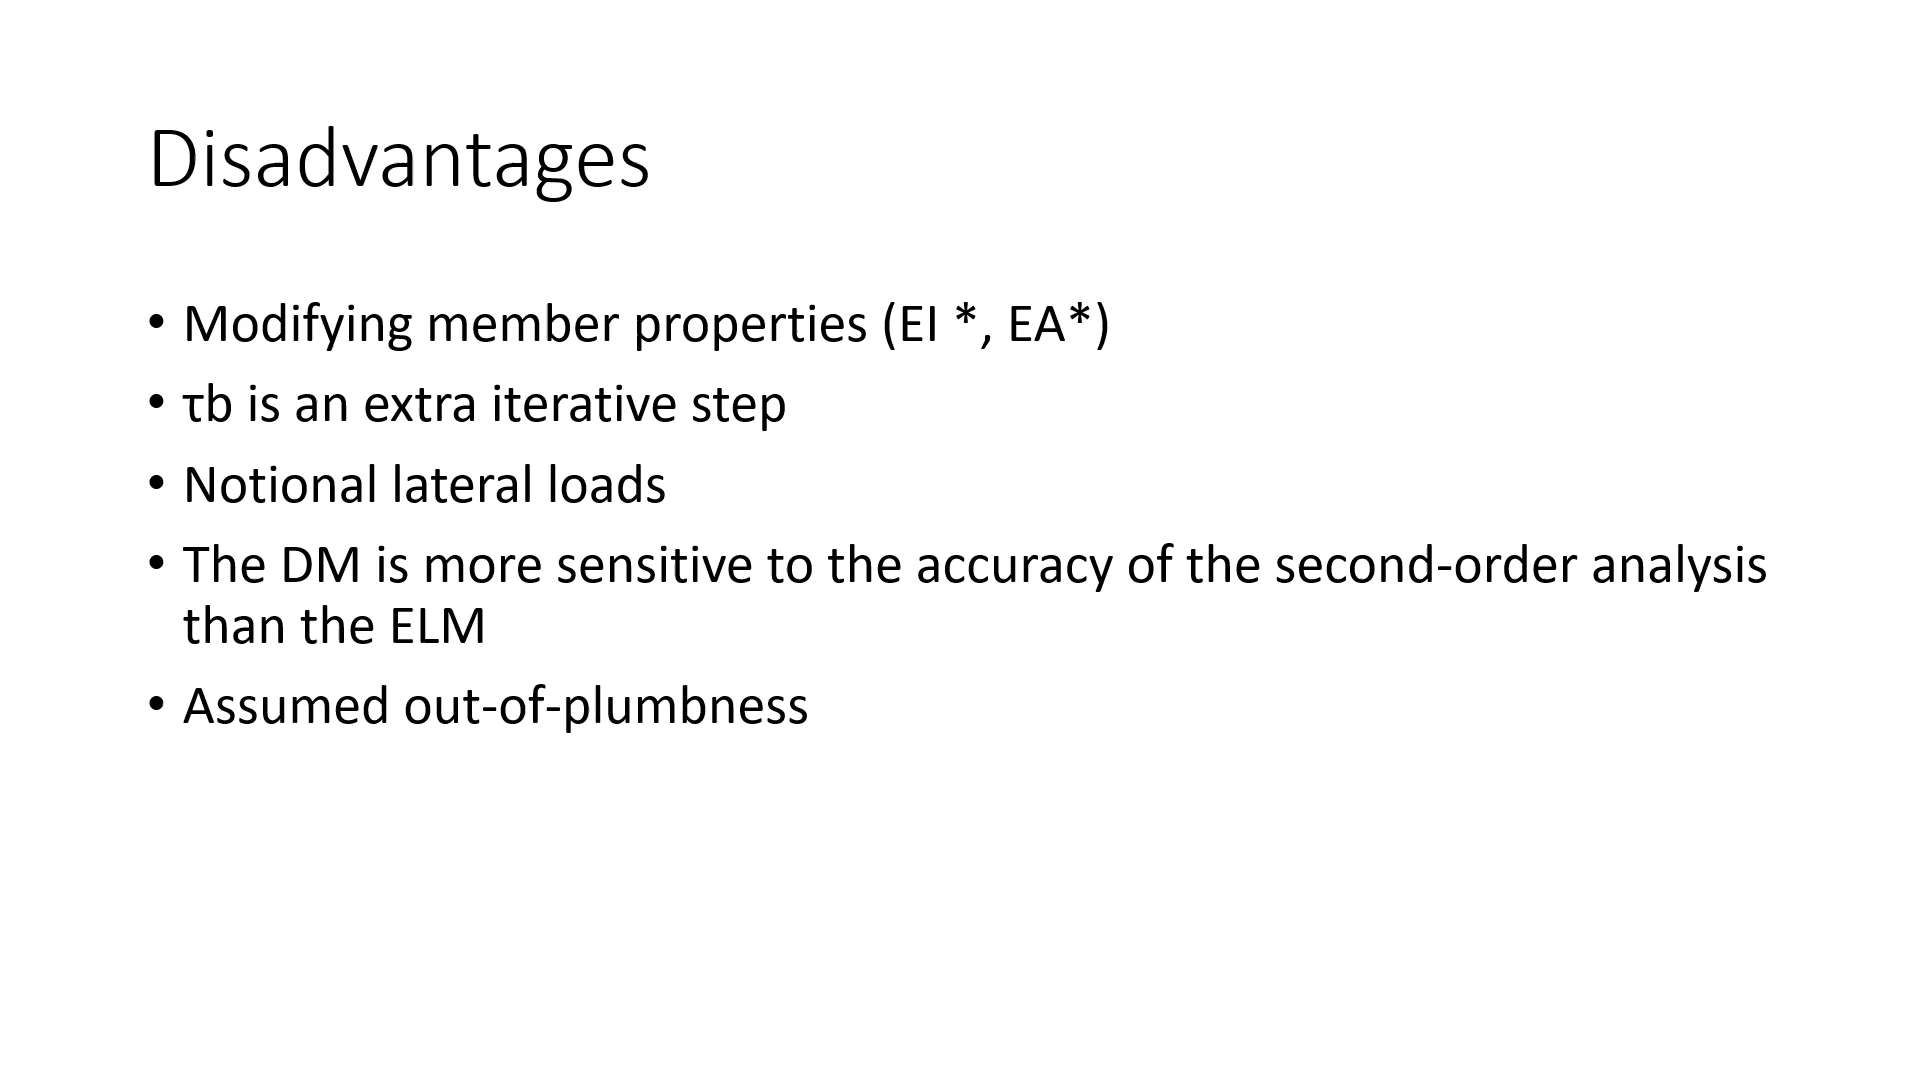 Disadvantages
• Modifying member properties (EI *, EA*)
• τb is an extra iterative step
• Notional lateral loads
• The DM is more sensitive to the accuracy of the second-order analysis
than the ELM
• Assumed out-of-plumbness